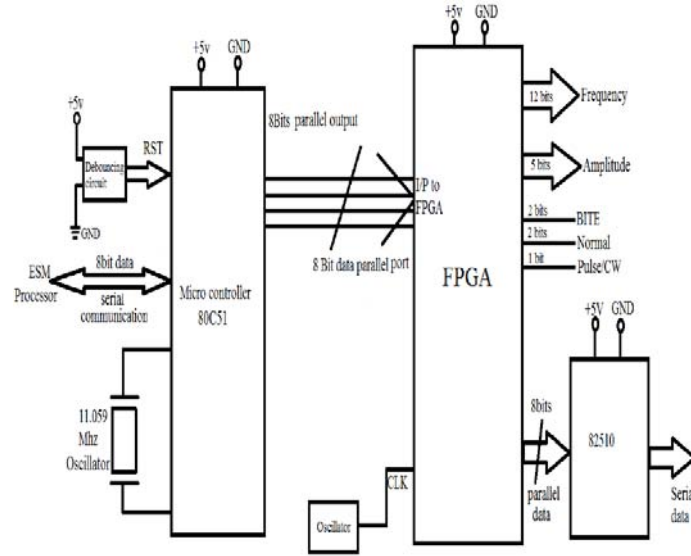 +5v
GND
+5v
GND
+5v
Debouncing
circuit
RST
GND
8Bits parallel output
I/P to
FPGA
8 Bit data parallel port
ESM
Processor
8bit data
serial
communication
Micro controller
80C51
11.059
Mhz
Oscillator
FPGA
12 bits
Frequency
5 bits
Amplitude
2 bits
BITE
2 bits
Normal
1 bit
Pulse/CW
CLK
Oscillator
+5V
GND
8bits
parallel
data
82510
Serial
data